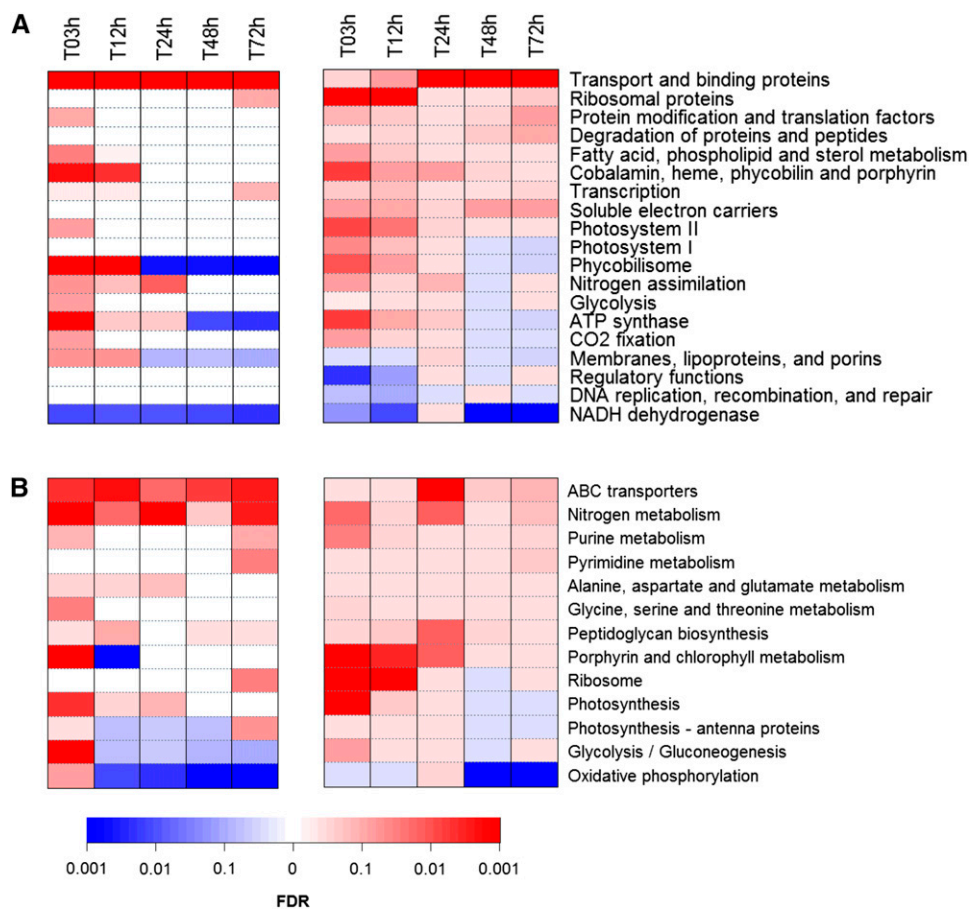 A
T03h T12h T24h T48h T72h T03h T12h T24h T48h T72h
Transport and binding proteins
Ribosomal proteins
Protein modification and translation factors
Degradation of proteins and peptides
Fatty acid, phospholipid and sterol metabolism
Cobalamin, heme, phycobilin and porphyrin
Transcription
Soluble electron carriers
Photosystem II
Photosystem I
Phycobilisome
Nitrogen assimilation
Glycolysis
ATP synthase
CO2 fixation
Membranes, lipoproteins, and porins
Regulatory functions
DNA replication, recombination, and repair
NADH dehydrogenase
B
ABC transporters
Nitrogen metabolism
Purine metabolism
Pyrimidine metabolism
Alanine, aspartate and glutamate metabolism
Glycine, serine and threonine metabolism
Peptidoglycan biosynthesis
Porphyrin and chlorophyll metabolism
Ribosome
Photosynthesis
Photosynthesis - antenna proteins
Glycolysis / Gluconeogenesis
Oxidative phosphorylation
0.001 0.01 0.1 0 0.1 0.01 0.001
FDR